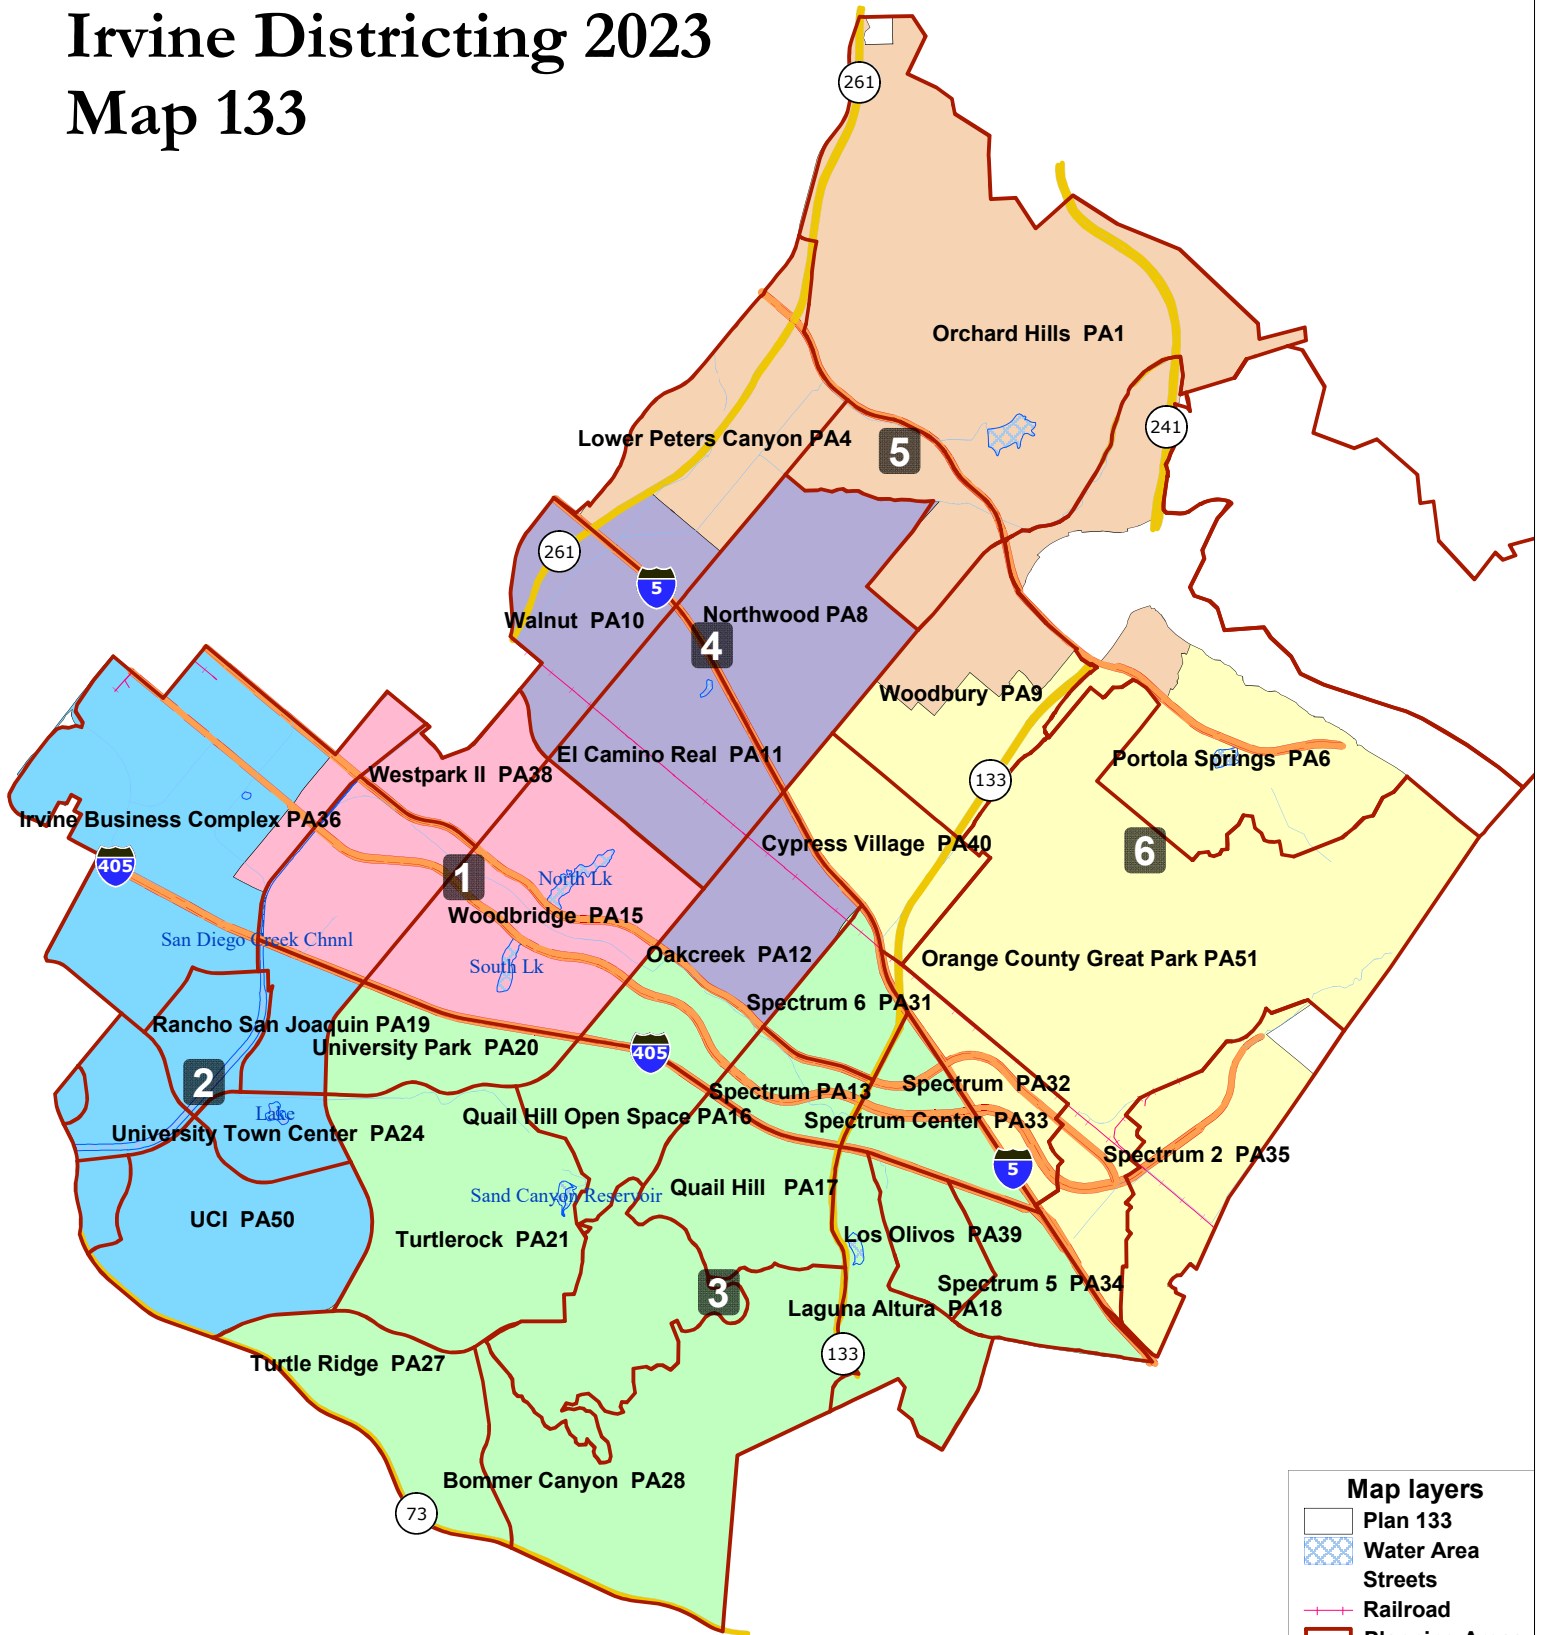 Irvine Districting 2023
Map 133
261
Orchard Hills PA1
241
Lower Peters Canyon PA4
5
261
5
Walnut PA10
Northwood PA8
4
Woodbury PA9
El Camino Real PA11
Portola Springs PA6
Westpark II PA38
133
Irvine Business Complex PA36
Cypress Village PA40
6
405
1
North Lk
Woodbridge PA15
San Diego Creek Chnnl
Oakcreek PA12
Orange County Great Park PA51
South Lk
Spectrum 6 PA31
Rancho San Joaquin PA19
University Park PA20
405
2
Spectrum PA32
Spectrum PA13
Lake
Quail Hill Open Space PA16
Spectrum Center PA33
University Town Center PA24
Spectrum 2 PA35
5
Quail Hill PA17
Sand Canyon Reservoir
UCI PA50
Los Olivos PA39
Turtlerock PA21
Spectrum 5 PA34
3
Laguna Altura PA18
133
Turtle Ridge PA27
Bommer Canyon PA28
73
Map layers
Plan 133
Water Area
Streets
Railroad